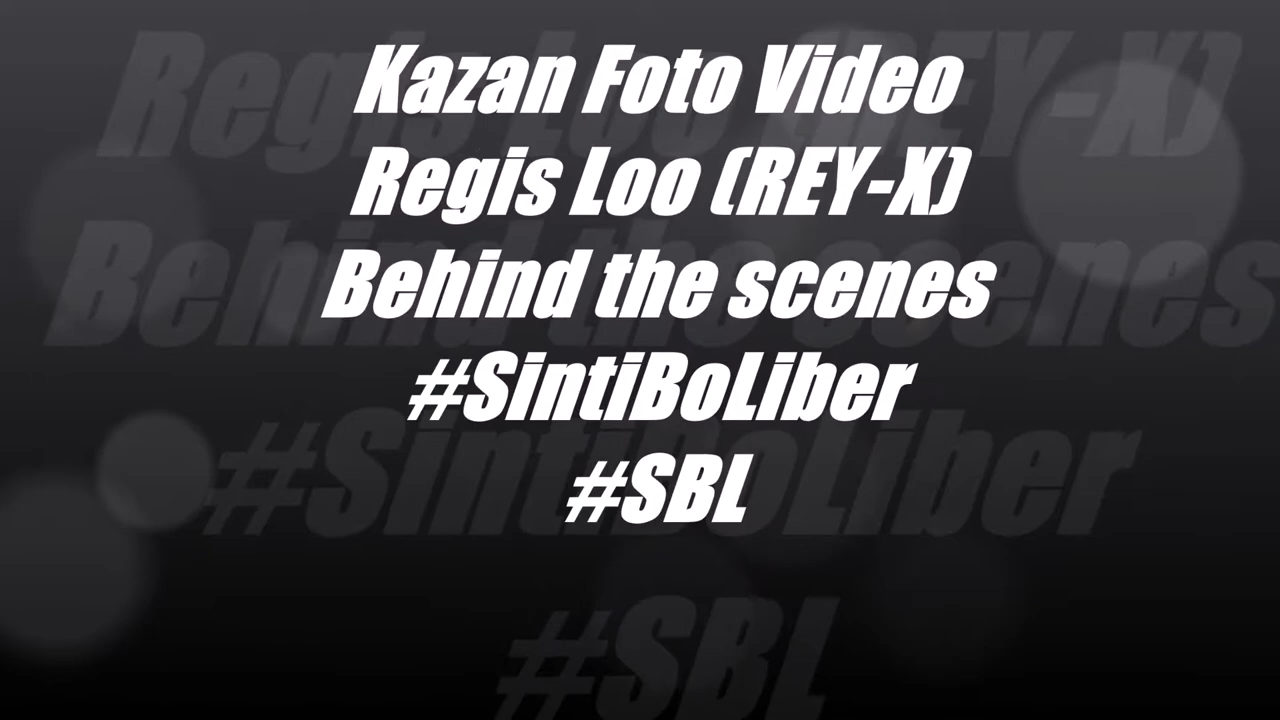 Kazan Foto Video
Regis Loo (REY-X)
Behind the scenes
#SintiBoLiber
#SBL